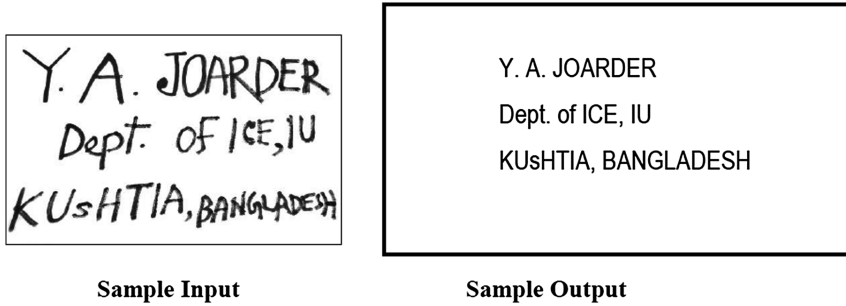 Y. A. JOARDER
Dept. of ICE, IU
KUsHTIA, BANGLADESH
Y. A. JOARDER
Dept. of ICE, IU
KUsHTIA, BANGLADESH
Sample Input
Sample Output